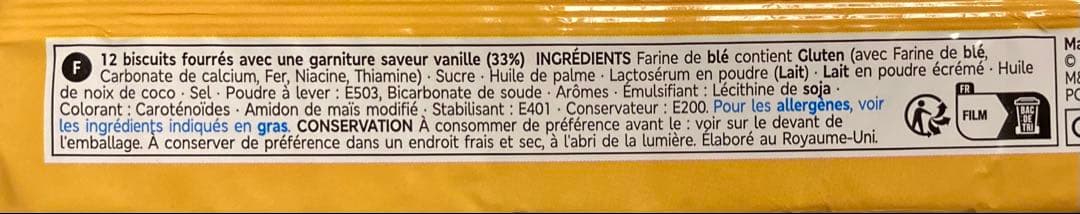 F
12 biscuits fourrés avec une garniture saveur vanille (33%) INGRÉDIENTS Farine de blé contient Gluten (avec Farine de blé,
Carbonate de calcium, Fer, Niacine, Thiamine) · Sucre · Huile de palme · Lactosérum en poudre (Lait) · Lait en poudre écrémé · Huile
de noix de coco · Sel · Poudre à lever : E503, Bicarbonate de soude · Arômes · Émulsifiant : Lécithine de soja ·
Colorant : Caroténoïdes · Amidon de maïs modifié · Stabilisant : E401 · Conservateur : E200. Pour les allergènes, voir
les ingrédients indiqués en gras. CONSERVATION À consommer de préférence avant le : voir sur le devant de
l'emballage. À conserver de préférence dans un endroit frais et sec, à l'abri de la lumière. Élaboré au Royaume-Uni.
FR
FILM
BAC
DE
TRI
Ma
©
M&
PO